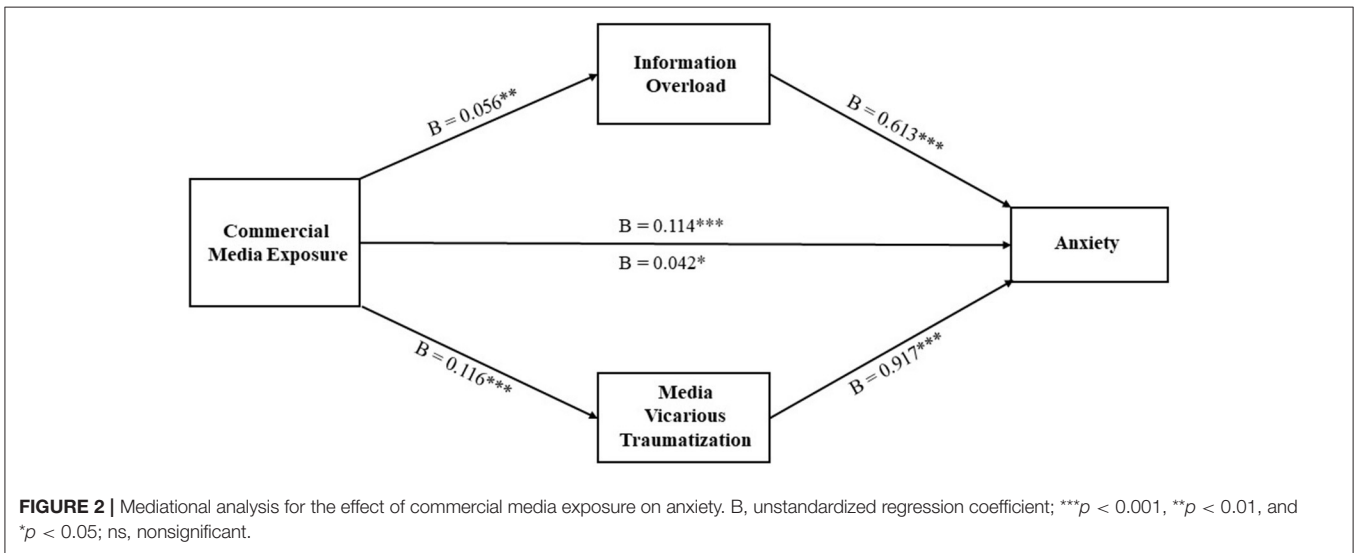 Information
Overload
B = 0.056**
B = 0.613***
Commercial
Media Exposure
B = 0.114***
B = 0.042*
Anxiety
B = 0.116***
B = 0.917***
Media
Vicarious
Traumatization
FIGURE 2 | Mediational analysis for the effect of commercial media exposure on anxiety. B, unstandardized regression coefficient; ***p < 0.001, **p < 0.01, and
*p < 0.05; ns, nonsignificant.